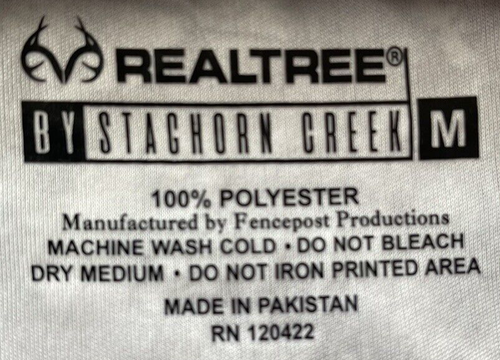 REALTREE®
BY STAGHORN CREEK M
100% POLYESTER
Manufactured by Fencepost Productions
MACHINE WASH COLD • DO NOT BLEACH
DRY MEDIUM • DO NOT IRON PRINTED AREA
MADE IN PAKISTAN
RN 120422